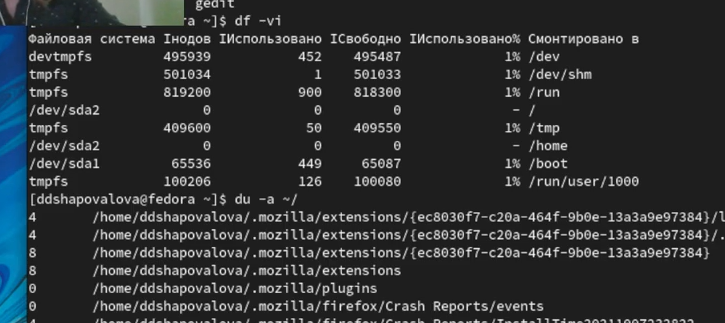 gedit
ra ~]$ df -vi
Файловая система Iнодов IИспользовано IСвободно IИспользовано% Cмонтировано в
devtmpfs 495939 452 495487 1% /dev
tmpfs 501034 1 501033 1% /dev/shm
tmpfs 819200 900 818300 1% /run
/dev/sda2 0 0 0 - /
tmpfs 409600 50 409550 1% /tmp
/dev/sda2 0 0 0 - /home
/dev/sda1 65536 449 65087 1% /boot
tmpfs 100206 126 100080 1% /run/user/1000
[ddshapovalova@fedora ~]$ du -a ~/
4 /home/ddshapovalova/.mozilla/extensions/{ec8030f7-c20a-464f-9b0e-13a3a9e97384}/
4 /home/ddshapovalova/.mozilla/extensions/{ec8030f7-c20a-464f-9b0e-13a3a9e97384}/.
8 /home/ddshapovalova/.mozilla/extensions/{ec8030f7-c20a-464f-9b0e-13a3a9e97384}
8 /home/ddshapovalova/.mozilla/extensions
0 /home/ddshapovalova/.mozilla/plugins
0 /home/ddshapovalova/.mozilla/firefox/Crash Reports/events